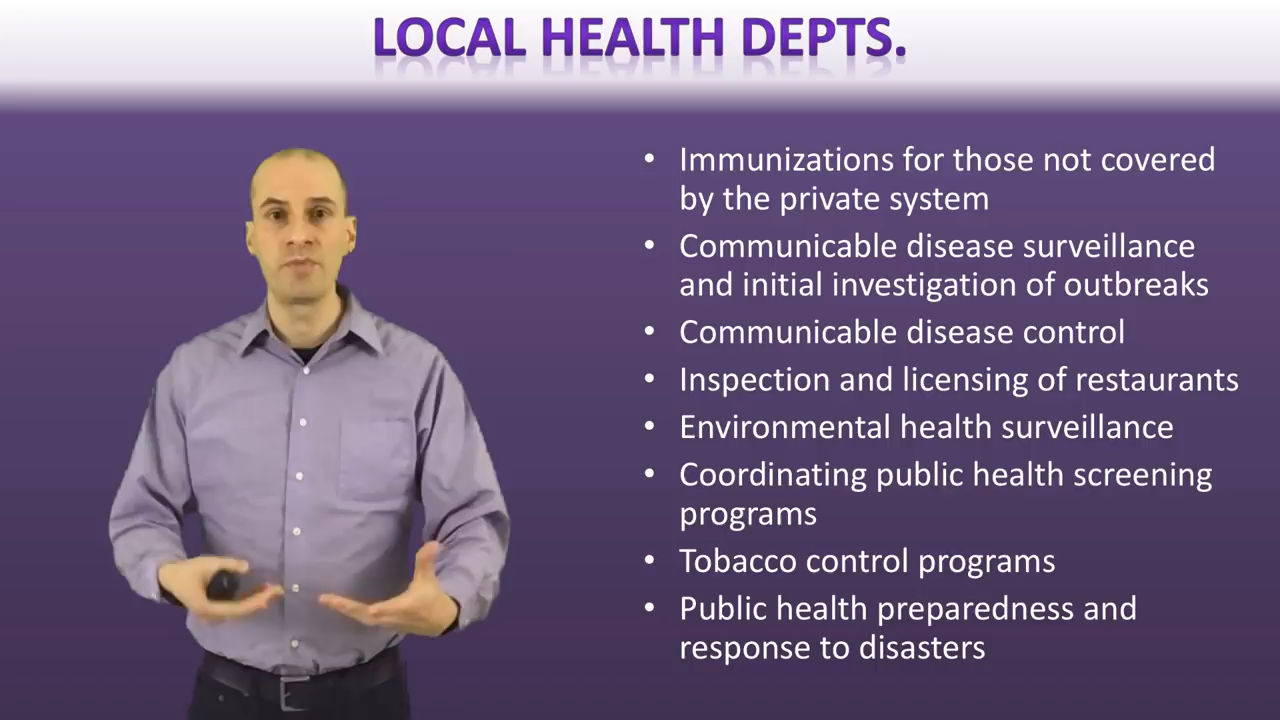 LOCAL HEALTH DEPTS.
• Immunizations for those not covered
by the private system
• Communicable disease surveillance
and initial investigation of outbreaks
• Communicable disease control
• Inspection and licensing of restaurants
• Environmental health surveillance
• Coordinating public health screening
programs
• Tobacco control programs
• Public health preparedness and
response to disasters